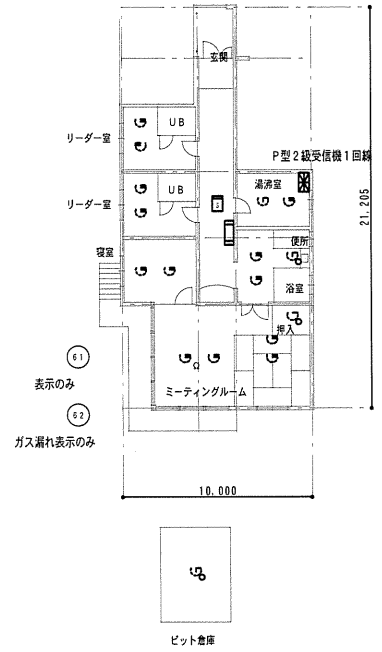 玄関
UB
リーダー室
P型2級受信機1回線
湯沸室
UB
リーダー室
S
21,205
便所
寝室
浴室
押入
61
表示のみ
Ω
ミーティングルーム
62
ガス漏れ表示のみ
10,000
ピット倉庫